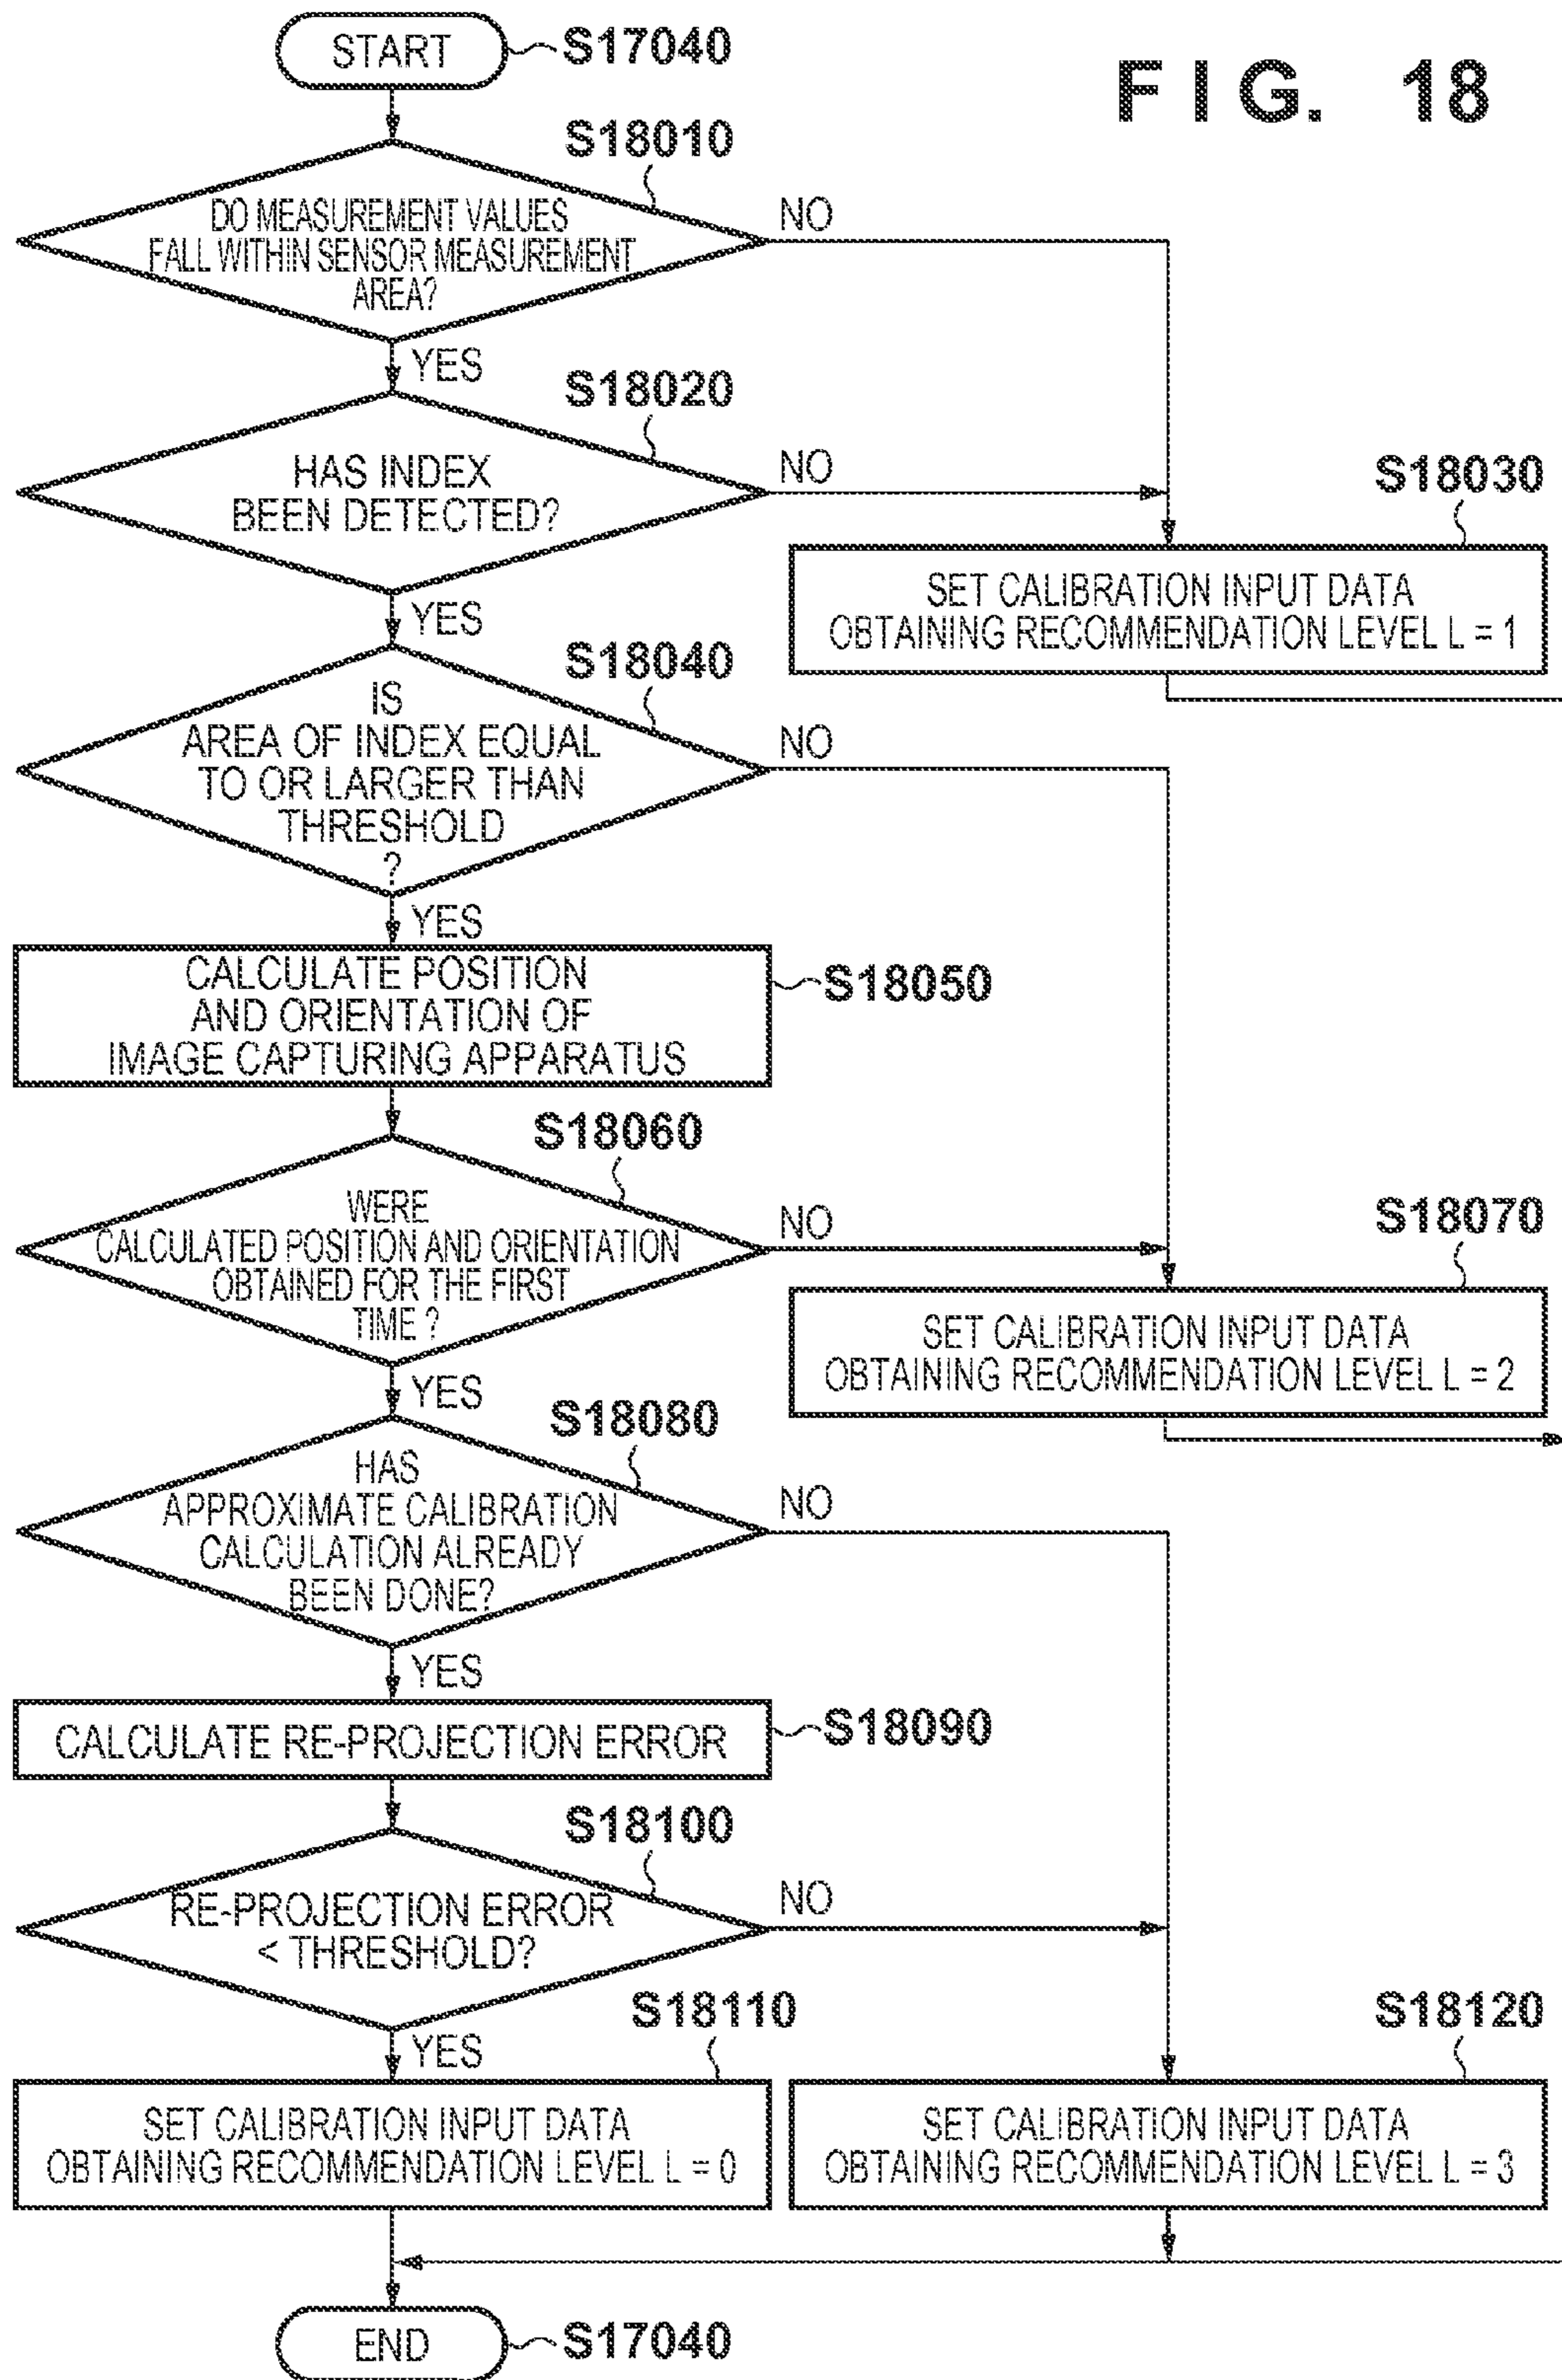 START
S17040
FIG. 18
S18010
DO MEASUREMENT VALUES
FALL WITHIN SENSOR MEASUREMENT
AREA?
NO
YES
S18020
HAS INDEX
BEEN DETECTED?
NO
S18030
SET CALIBRATION INPUT DATA
OBTAINING RECOMMENDATION LEVEL L = 1
YES
S18040
IS
AREA OF INDEX EQUAL
TO OR LARGER THAN
THRESHOLD
?
NO
YES
CALCULATE POSITION
AND ORIENTATION OF
IMAGE CAPTURING APPARATUS
S18050
S18060
WERE
CALCULATED POSITION AND ORIENTATION
OBTAINED FOR THE FIRST
TIME ?
NO
S18070
SET CALIBRATION INPUT DATA
OBTAINING RECOMMENDATION LEVEL L = 2
YES
S18080
HAS
APPROXIMATE CALIBRATION
CALCULATION ALREADY
BEEN DONE?
NO
YES
CALCULATE RE-PROJECTION ERROR
S18090
S18100
RE-PROJECTION ERROR
< THRESHOLD?
NO
YES
S18110
SET CALIBRATION INPUT DATA
OBTAINING RECOMMENDATION LEVEL L = 0
S18120
SET CALIBRATION INPUT DATA
OBTAINING RECOMMENDATION LEVEL L = 3
END
S17040